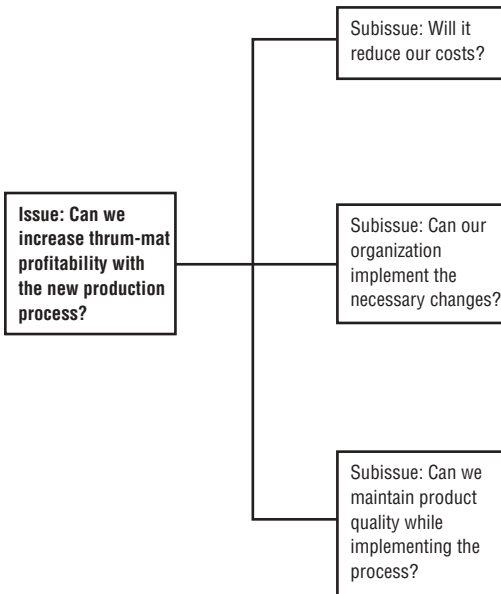 Subissue: Will it
reduce our costs?
Issue: Can we
increase thrum-mat
profitability with
the new production
process?
Subissue: Can our
organization
implement the
necessary changes?
Subissue: Can we
maintain product
quality while
implementing the
process?